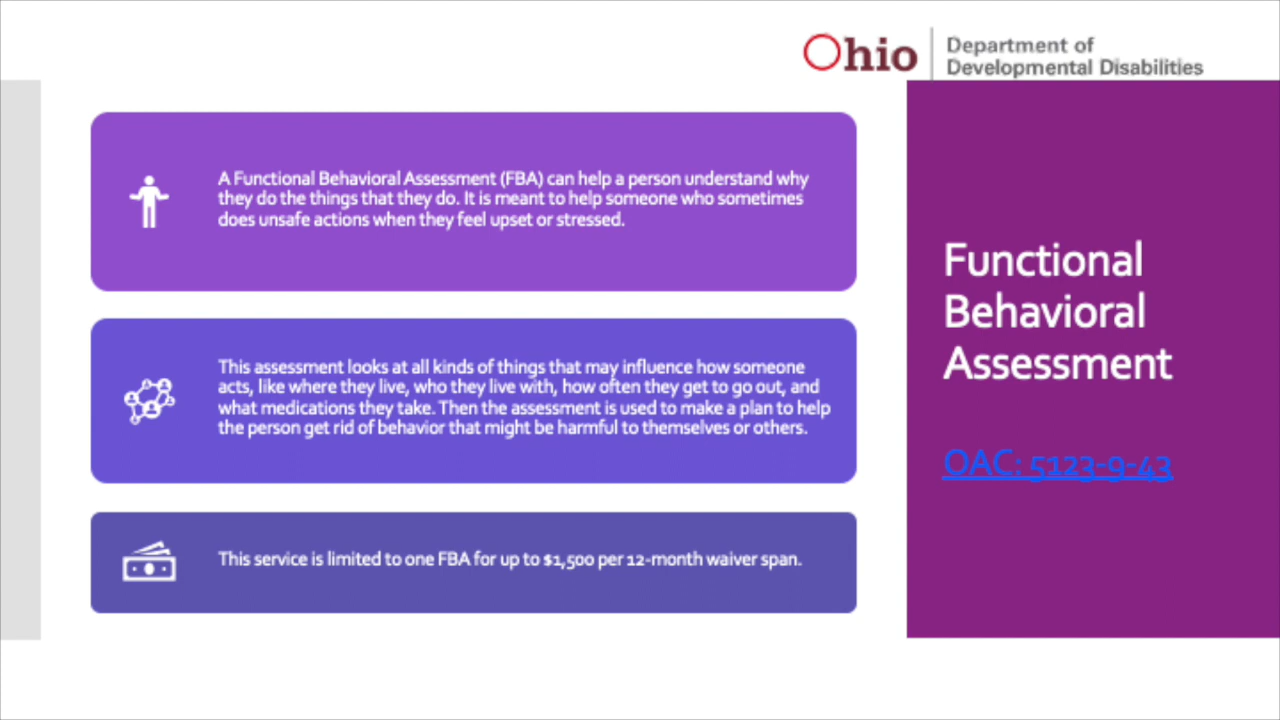 Ohio
Department of
Developmental Disabilities
A Functional Behavioral Assessment (FBA) can help a person understand why
they do the things that they do. It is meant to help someone who sometimes
does unsafe actions when they feel upset or stressed.
This assessment looks at all kinds of things that may influence how someone
acts, like where they live, who they live with, how often they get to go out, and
what medications they take. Then the assessment is used to make a plan to help
the person get rid of behavior that might be harmful to themselves or others.
This service is limited to one FBA for up to $1,500 per 12-month waiver span.
Functional
Behavioral
Assessment
OAC: 5123-9-43